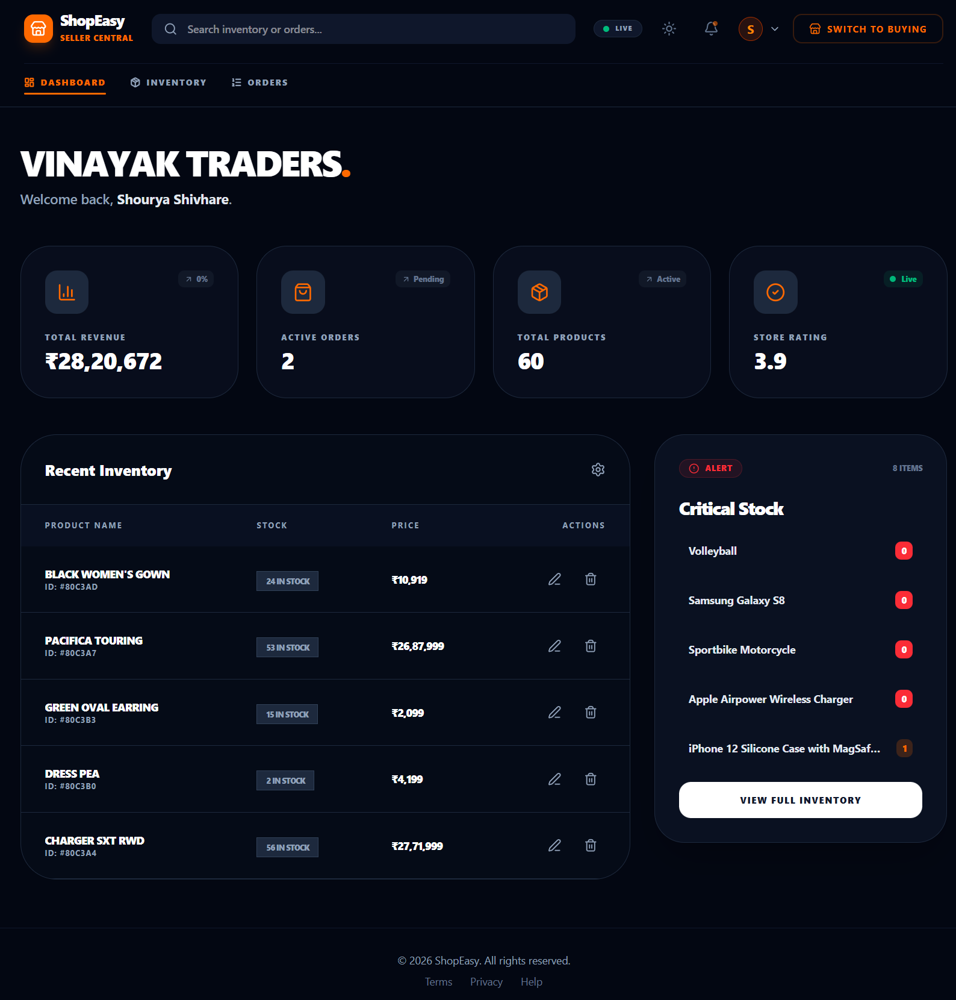 ShopEasy
SELLER CENTRAL
Search inventory or orders...
LIVE
S
SWITCH TO BUYING
DASHBOARD
INVENTORY
ORDERS
VINAYAK TRADERS.
Welcome back, Shourya Shivhare.
0%
TOTAL REVENUE
₹28,20,672
Pending
ACTIVE ORDERS
2
Active
TOTAL PRODUCTS
60
Live
STORE RATING
3.9
Recent Inventory
PRODUCT NAME STOCK PRICE ACTIONS
BLACK WOMEN'S GOWN
ID: #80C3AD
24 IN STOCK
₹10,919
PACIFICA TOURING
ID: #80C3A7
53 IN STOCK
₹26,87,999
GREEN OVAL EARRING
ID: #80C3B3
15 IN STOCK
₹2,099
DRESS PEA
ID: #80C3B0
2 IN STOCK
₹4,199
CHARGER SXT RWD
ID: #80C3A4
56 IN STOCK
₹27,71,999
ALERT
8 ITEMS
Critical Stock
Volleyball 0
Samsung Galaxy S8 0
Sportbike Motorcycle 0
Apple Airpower Wireless Charger 0
iPhone 12 Silicone Case with MagSaf... 1
VIEW FULL INVENTORY
© 2026 ShopEasy. All rights reserved.
Terms Privacy Help